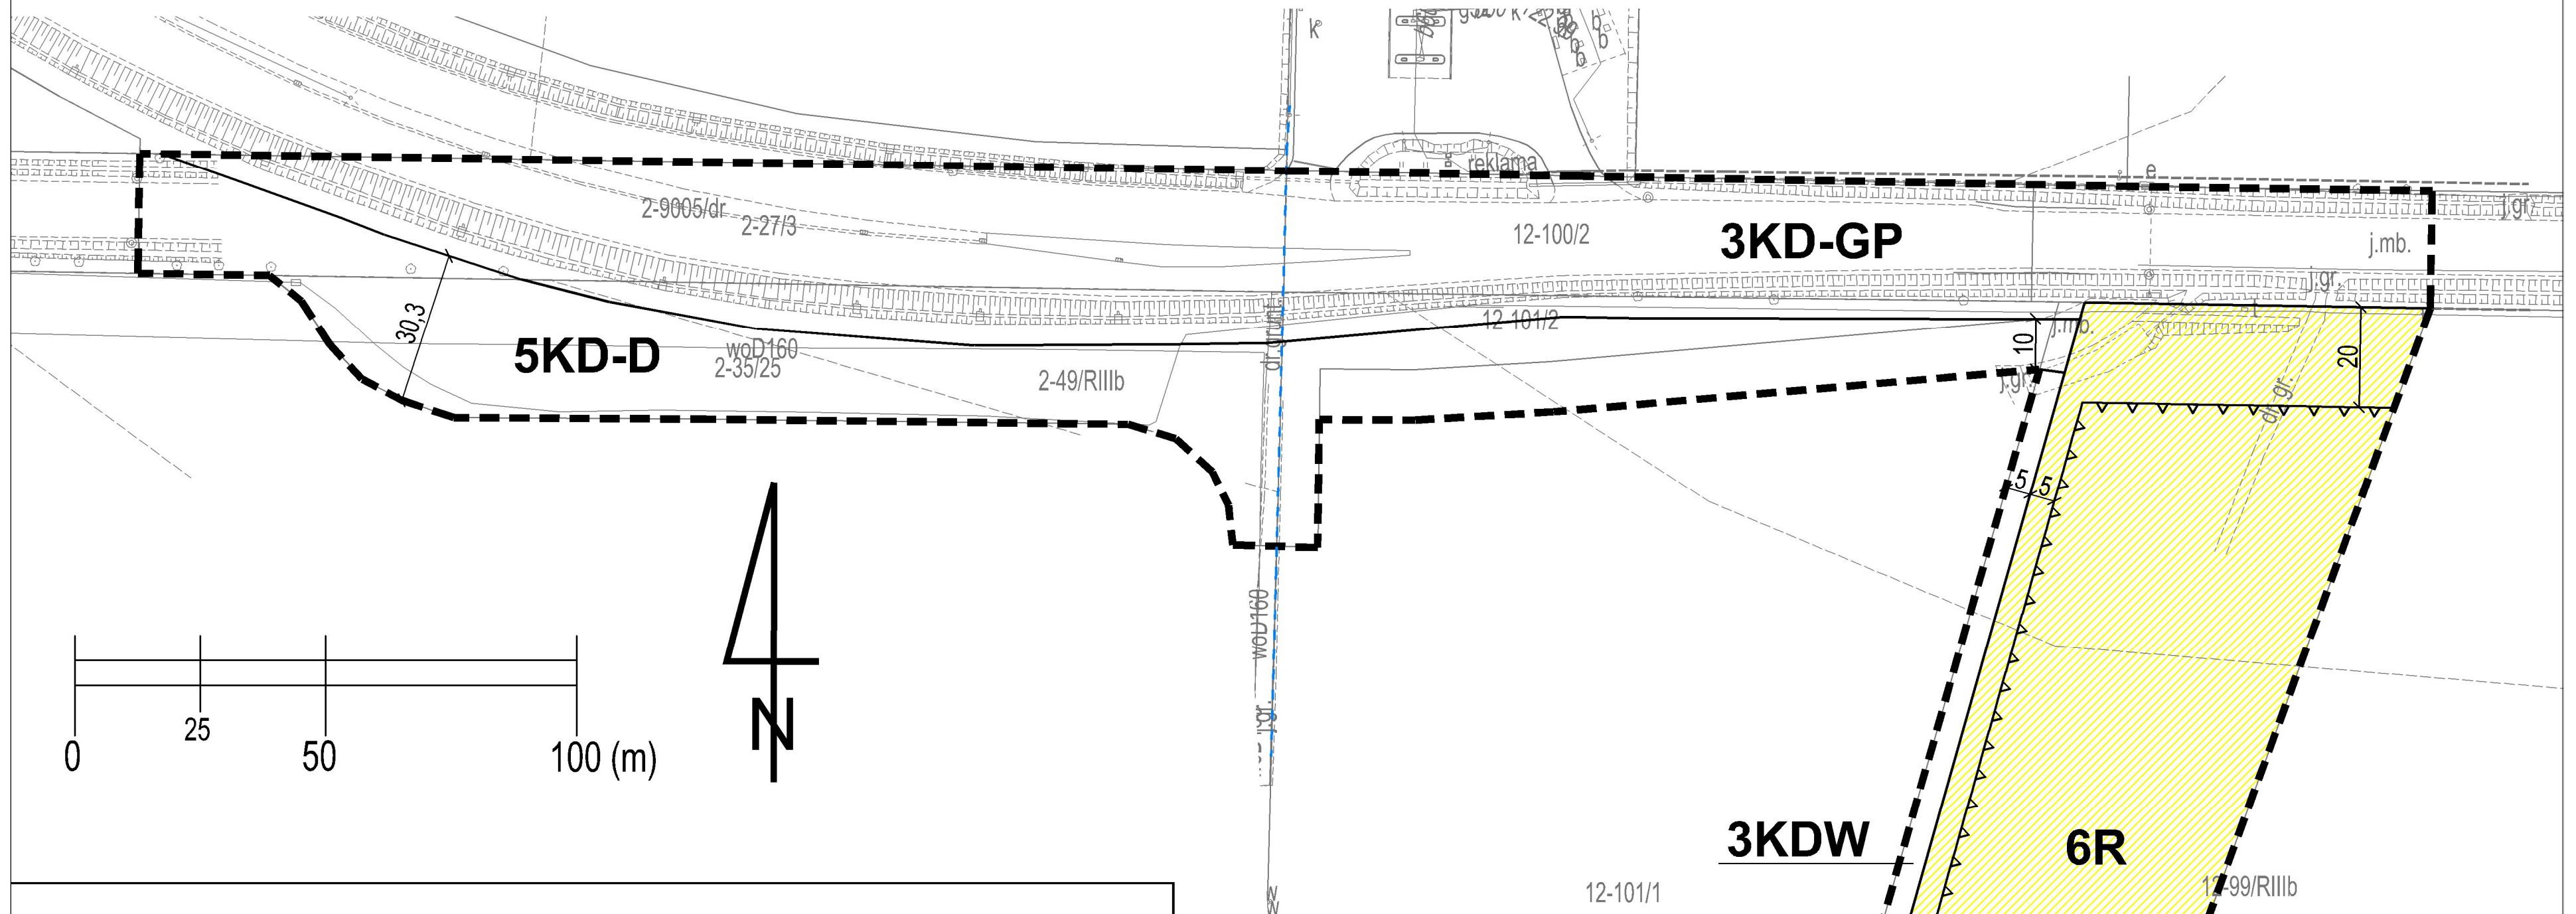 k
b
b
b
b
b
reklama
e
j.gr.
2-9005/dr
2-27/3
12-100/2
3KD-GP
j.mb.
j.gr.
30,3
5KD-D
woD160
2-35/25
2-49/RIIIb
dr.grunt.
12-101/2
t
j.mb.
10
20
j.gr.
dr. gr.
5
5
woD160
N
0
25
50
100 (m)
3KDW
6R
12-101/1
12-99/RIIIb